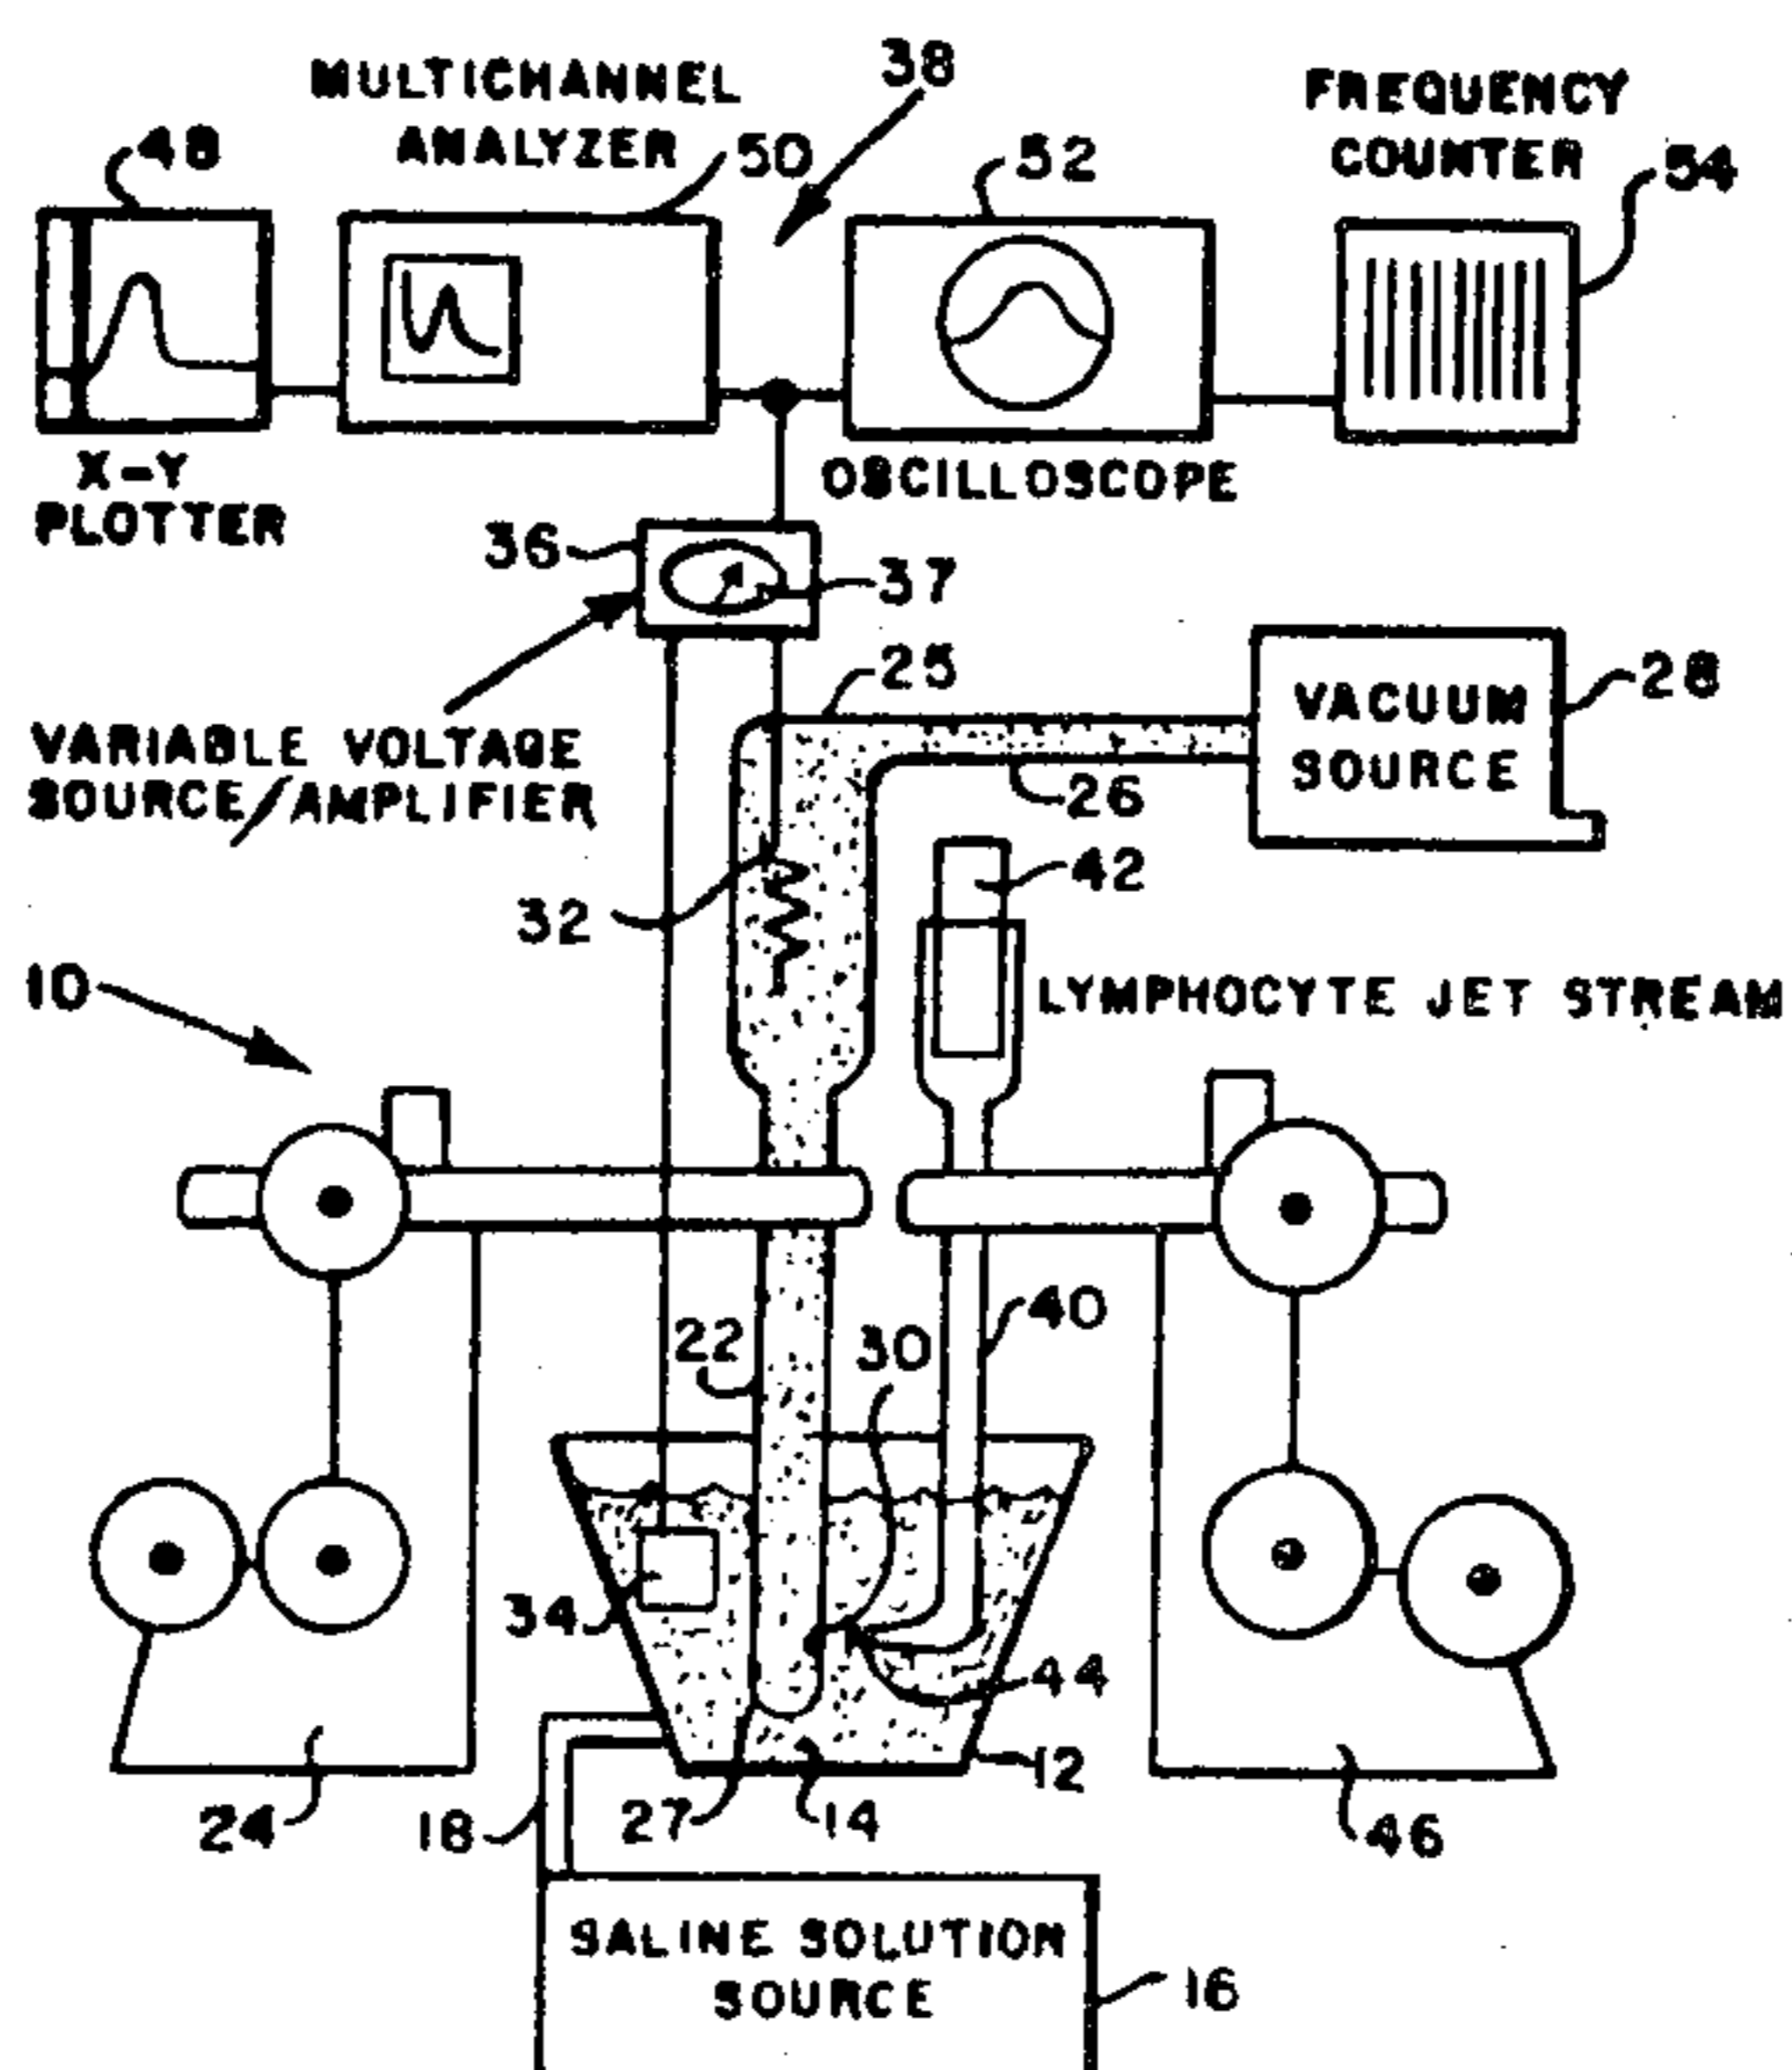 38
MULTICHANNEL
ANALYZER
FREQUENCY
COUNTER
48
50
52
54
X-Y
PLOTTER
OSCILLOSCOPE
36
37
25
28
VACUUM
SOURCE
VARIABLE VOLTAGE
SOURCE/AMPLIFIER
26
42
32
10
LYMPHOCYTE JET STREAM
22
30
40
34
44
12
24
18
27
14
46
SALINE SOLUTION
SOURCE
16